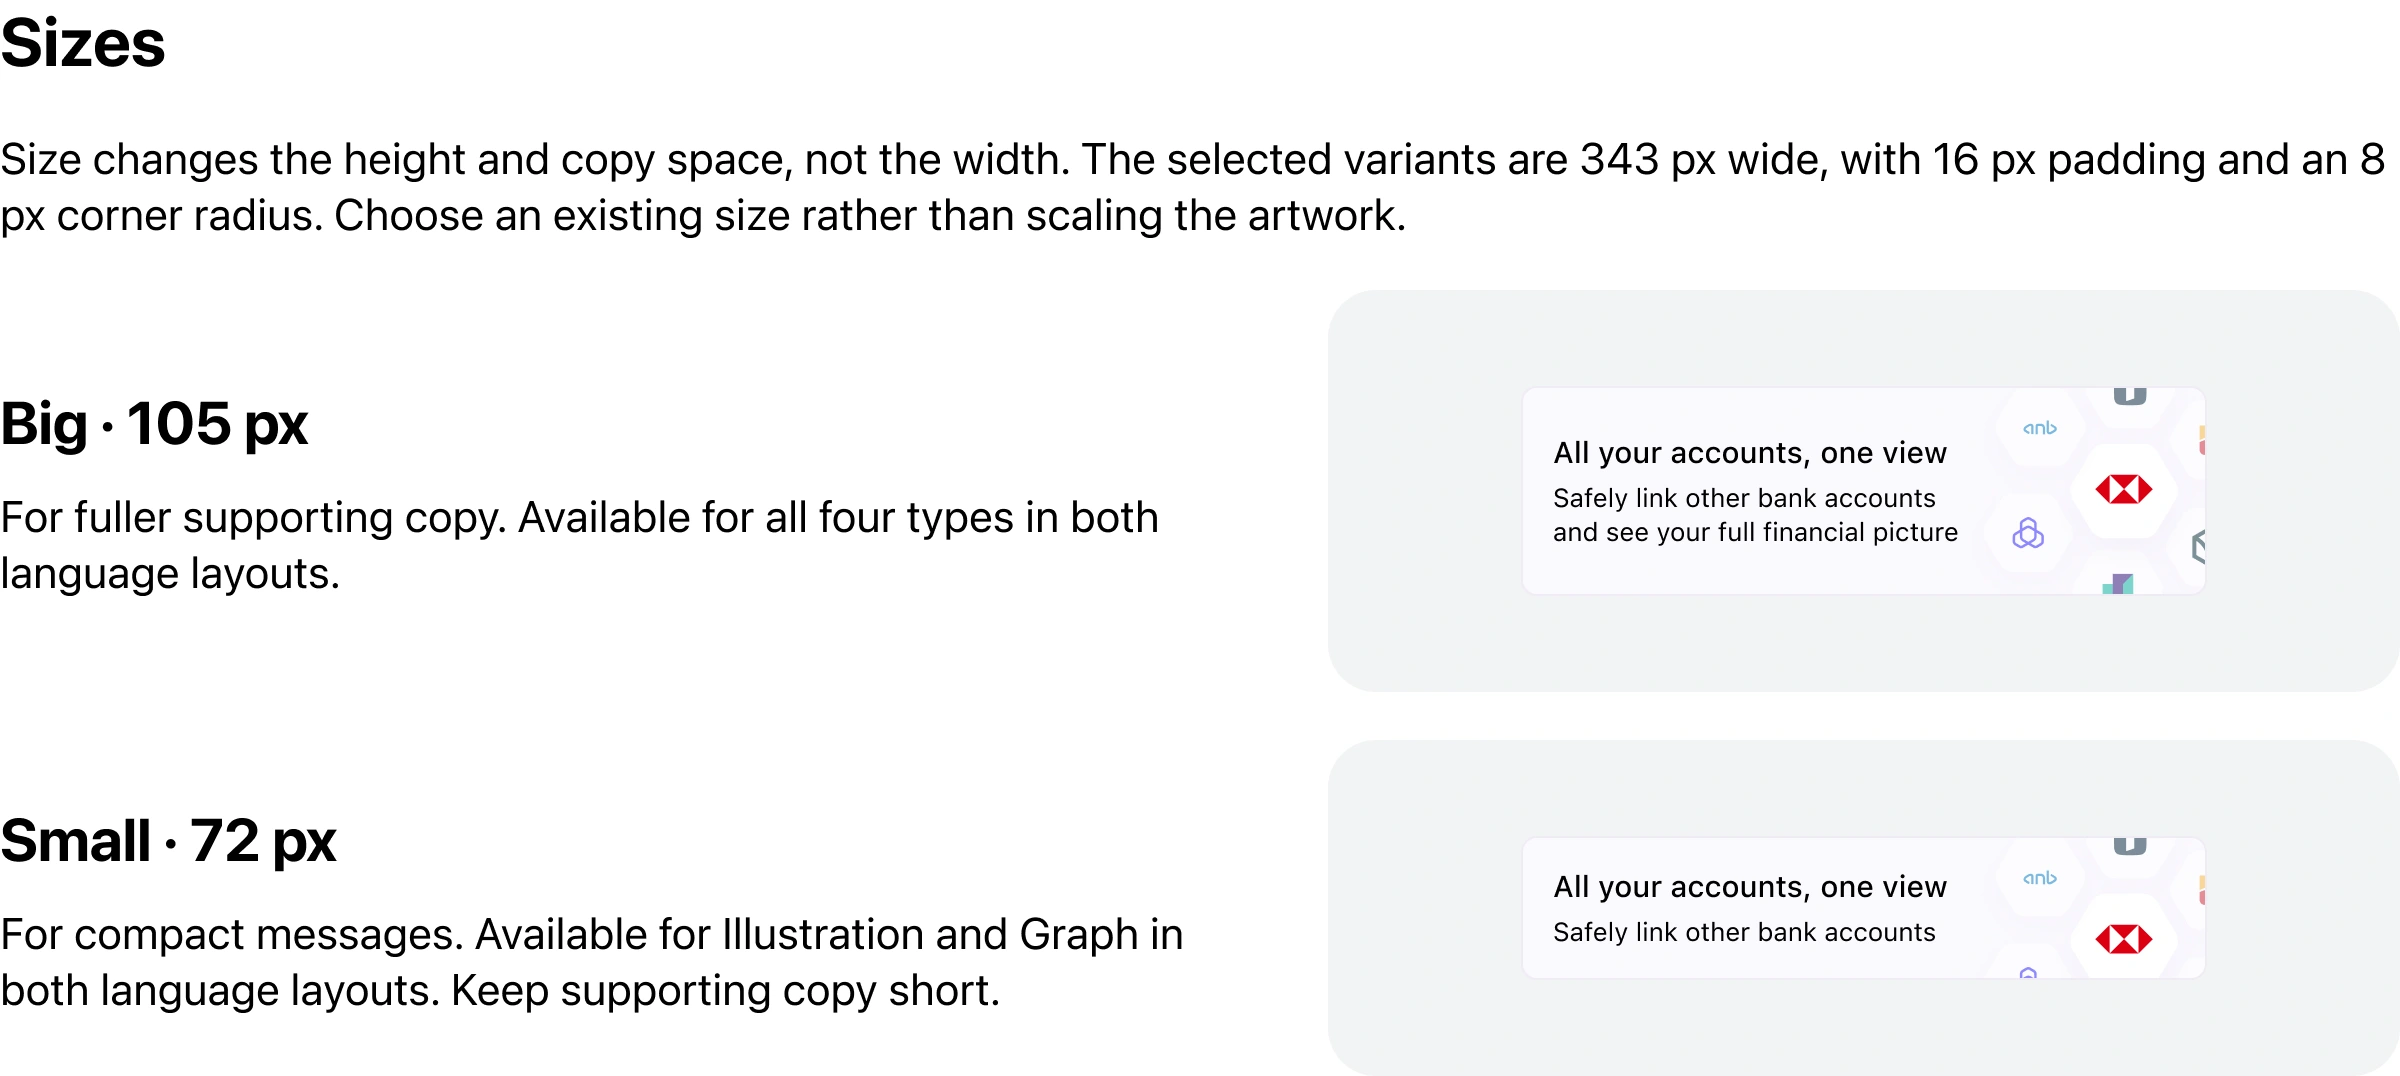 Sizes
Size changes the height and copy space, not the width. The selected variants are 343 px wide, with 16 px padding and an 8
px corner radius. Choose an existing size rather than scaling the artwork.
Big · 105 px
For fuller supporting copy. Available for all four types in both
language layouts.
All your accounts, one view
Safely link other bank accounts
and see your full financial picture
anb
Small · 72 px
For compact messages. Available for Illustration and Graph in
both language layouts. Keep supporting copy short.
All your accounts, one view
Safely link other bank accounts
anb